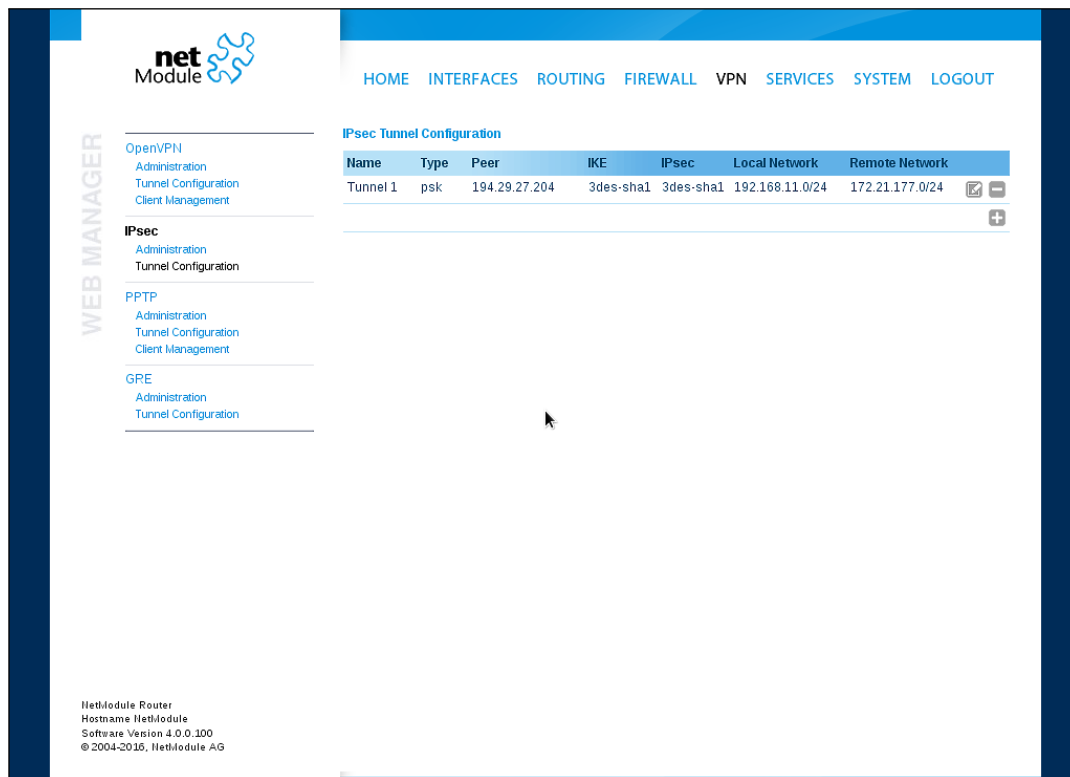 net
Module
HOME INTERFACES ROUTING FIREWALL VPN SERVICES SYSTEM LOGOUT
WEB MANAGER
OpenVPN
Administration
Tunnel Configuration
Client Management
IPsec
Administration
Tunnel Configuration
PPTP
Administration
Tunnel Configuration
Client Management
GRE
Administration
Tunnel Configuration
IPsec Tunnel Configuration
Name Type Peer IKE IPsec Local Network Remote Network
Tunnel 1 psk 194.29.27.204 3des-sha1 3des-sha1 192.168.11.0/24 172.21.177.0/24
NetModule Router
Hostname NetModule
Software Version 4.0.0.100
© 2004-2016, NetModule AG